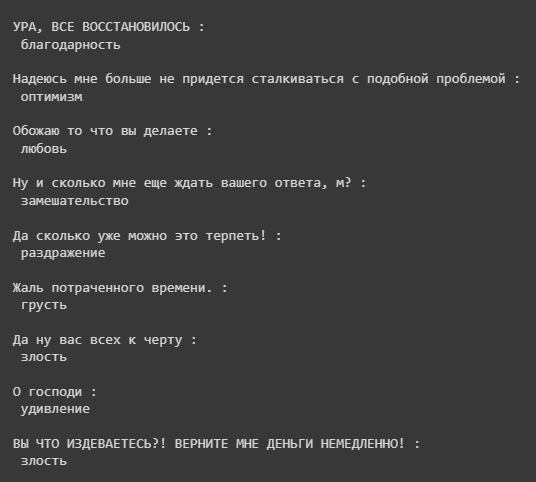 УРА, ВСЕ ВОССТАНОВИЛОСЬ :
благодарность
Надеюсь мне больше не придется сталкиваться с подобной проблемой :
оптимизм
Обожаю то что вы делаете :
любовь
Ну и сколько мне еще ждать вашего ответа, м? :
замешательство
Да сколько уже можно это терпеть! :
раздражение
Жаль потраченного времени. :
грусть
Да ну вас всех к черту :
злость
О господи :
удивление
ВЫ ЧТО ИЗДЕВАЕТЕСЬ?! ВЕРНИТЕ МНЕ ДЕНЬГИ НЕМЕДЛЕННО! :
злость